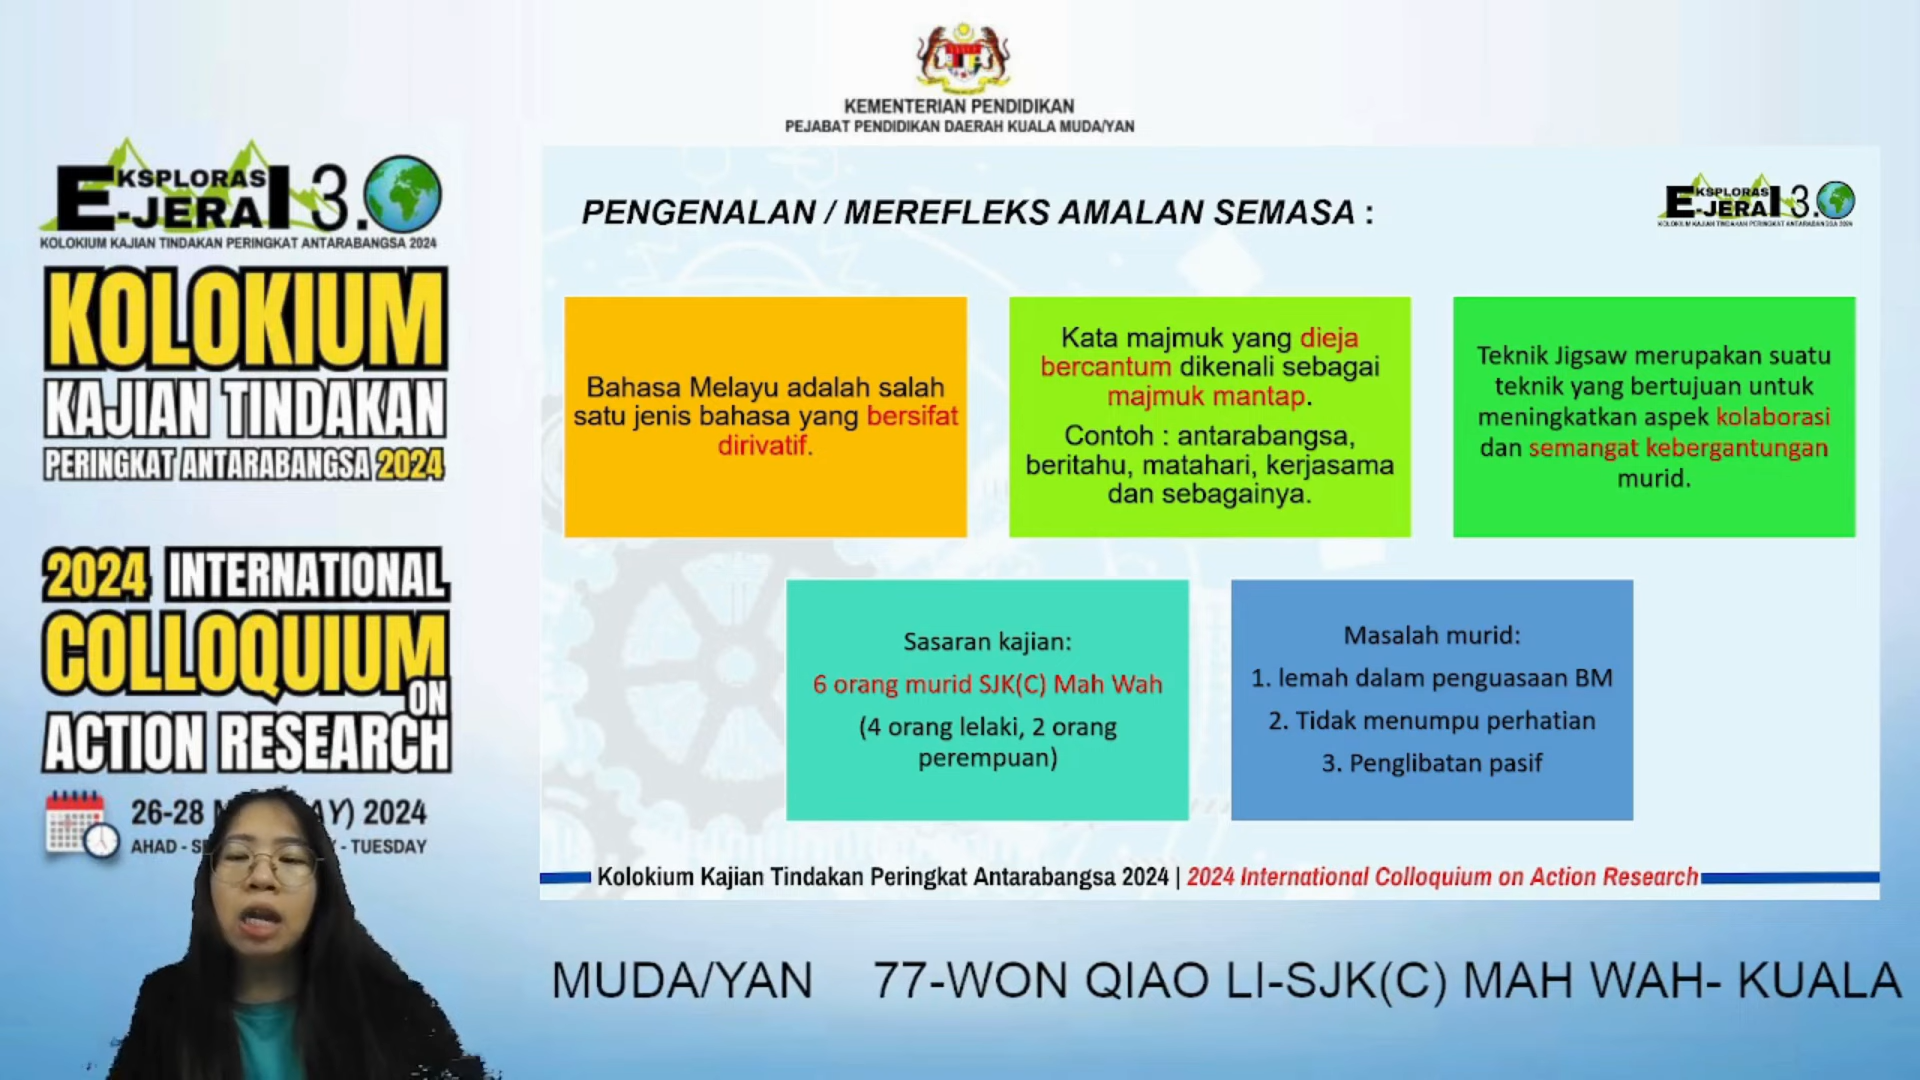 KEMENTERIAN PENDIDIKAN
PEJABAT PENDIDIKAN DAERAH KUALA MUDA/YAN
EKSPLORASI 3.0
E-JERAI
KOLOKIUM KAJIAN TINDAKAN PERINGKAT ANTARABANGSA 2024
KOLOKIUM
KAJIAN TINDAKAN
PERINGKAT ANTARABANGSA 2024
2024 INTERNATIONAL
COLLOQUIUM
ON
ACTION RESEARCH
26-28 M AY) 2024
AHAD - S - TUESDAY
PENGENALAN / MEREFLEKS AMALAN SEMASA :
EKSPLORASI 3.0
E-JERAI
KOLOKIUM KAJIAN TINDAKAN PERINGKAT ANTARABANGSA 2024
Bahasa Melayu adalah salah
satu jenis bahasa yang bersifat
dirivatif.
Kata majmuk yang dieja
bercantum dikenali sebagai
majmuk mantap.
Contoh : antarabangsa,
beritahu, matahari, kerjasama
dan sebagainya.
Teknik Jigsaw merupakan suatu
teknik yang bertujuan untuk
meningkatkan aspek kolaborasi
dan semangat kebergantungan
murid.
Sasaran kajian:
6 orang murid SJK(C) Mah Wah
(4 orang lelaki, 2 orang
perempuan)
Masalah murid:
1. lemah dalam penguasaan BM
2. Tidak menumpu perhatian
3. Penglibatan pasif
Kolokium Kajian Tindakan Peringkat Antarabangsa 2024 | 2024 International Colloquium on Action Research
MUDA/YAN 77-WON QIAO LI-SJK(C) MAH WAH- KUALA